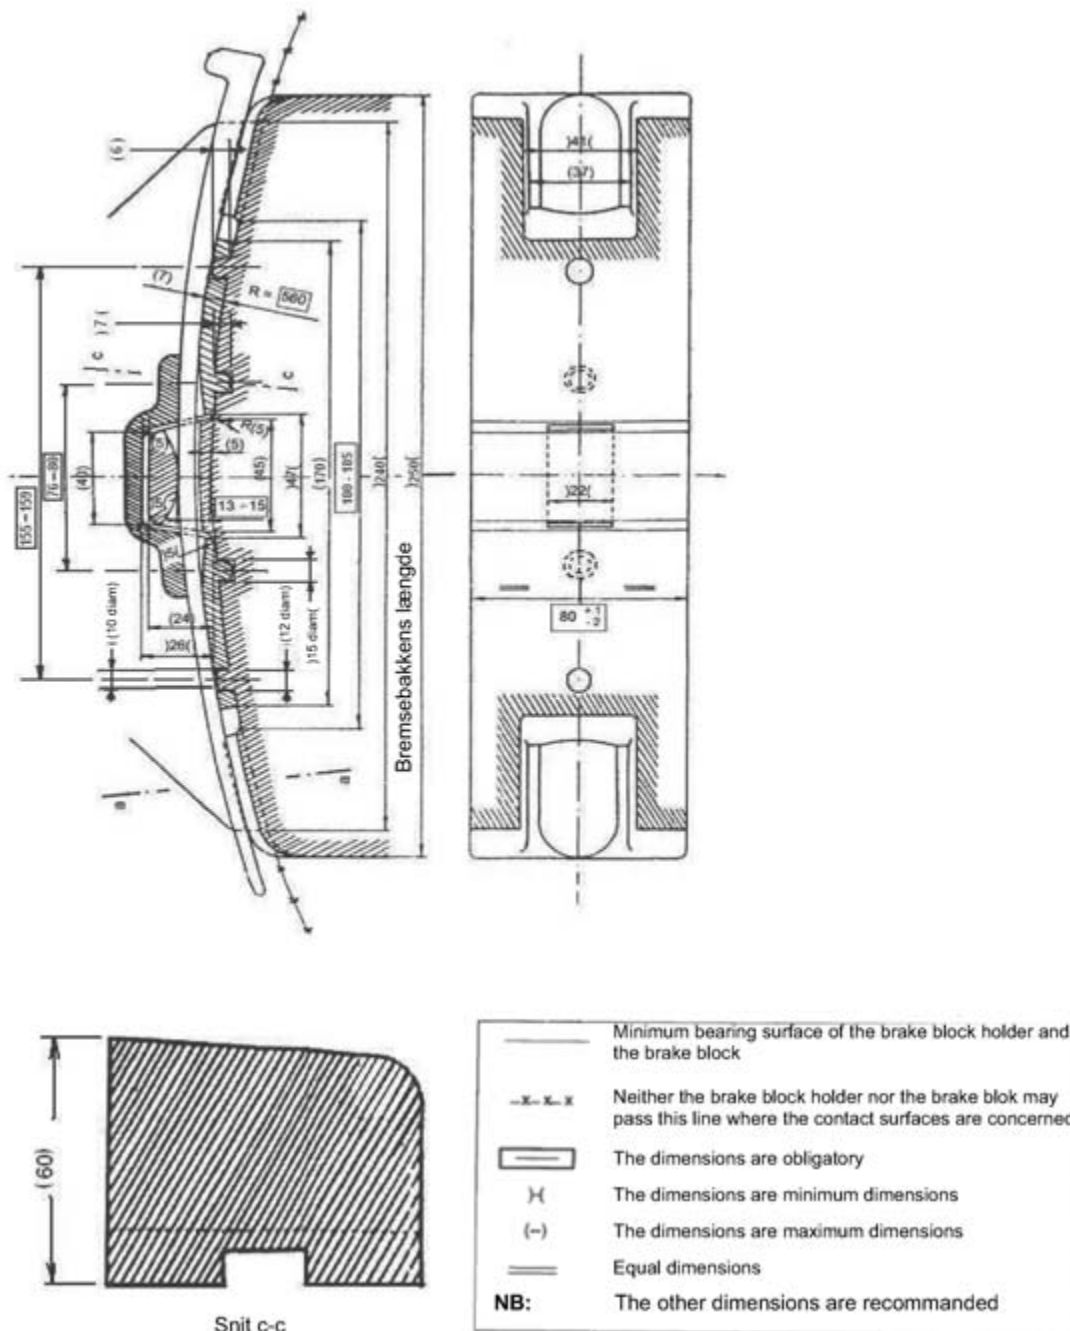 )41(
(37)
(6)
(7)
R = 560
)7(
c
c
R(5)
(5)
(5)
(40)
76-80
155-159
(45)
)47(
(170)
180-185
)240(
)250(
13-15
)22(
80 +1 -2
(24)
)26(
i (10 diam)
i (12 diam)
)15 diam(
Bremsebakkens længde
B
B
(60)
Snit c-c
Minimum bearing surface of the brake block holder and
the brake block
-x-x-x
Neither the brake block holder nor the brake blok may
pass this line where the contact surfaces are concerned
The dimensions are obligatory
)-(
The dimensions are minimum dimensions
(-)
The dimensions are maximum dimensions
Equal dimensions
NB: The other dimensions are recommanded